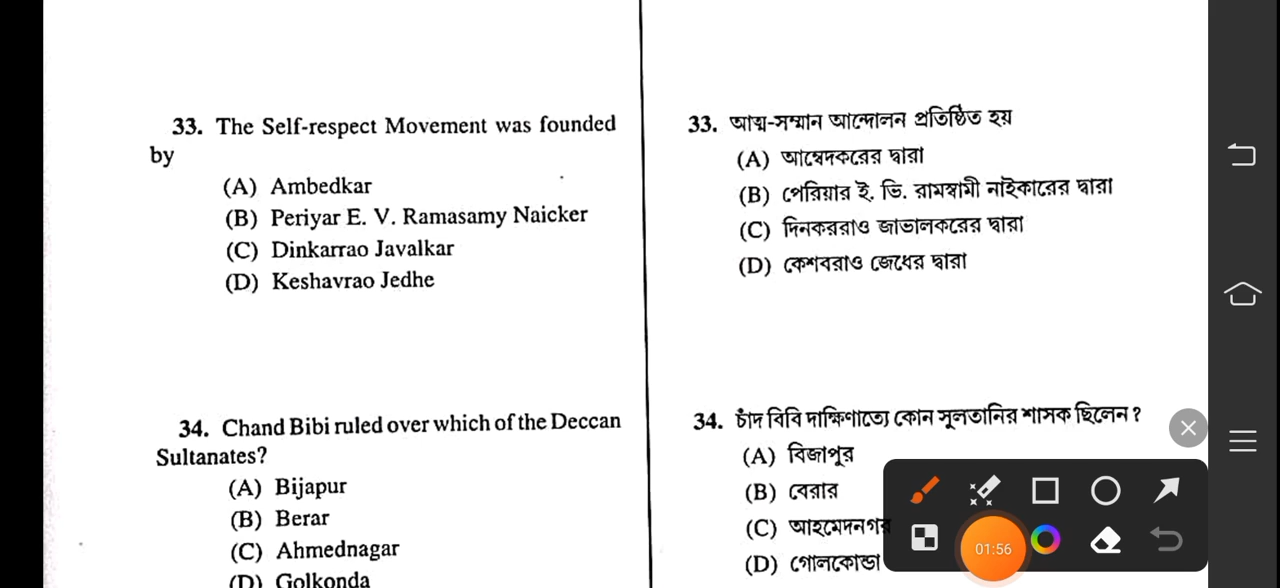 33. The Self-respect Movement was founded
by
(A) Ambedkar
(B) Periyar E. V. Ramasamy Naicker
(C) Dinkarrao Javalkar
(D) Keshavrao Jedhe
34. Chand Bibi ruled over which of the Deccan
Sultanates?
(A) Bijapur
(B) Berar
(C) Ahmednagar
(D) Golkonda
33. আত্ম-সম্মান আন্দোলন প্রতিষ্ঠিত হয়
(A) আম্বেদকরের দ্বারা
(B) পেরিয়ার ই. ভি. রামস্বামী নাইকারের দ্বারা
(C) দিনকররাও জাভালকরের দ্বারা
(D) কেশবরাও জেধের দ্বারা
34. চাঁদ বিবি দাক্ষিণাত্যে কোন সুলতানির শাসক ছিলেন ?
(A) বিজাপুর
(B) বেরার
(C) আহমেদনগর
(D) গোলকোন্ডা
01:56